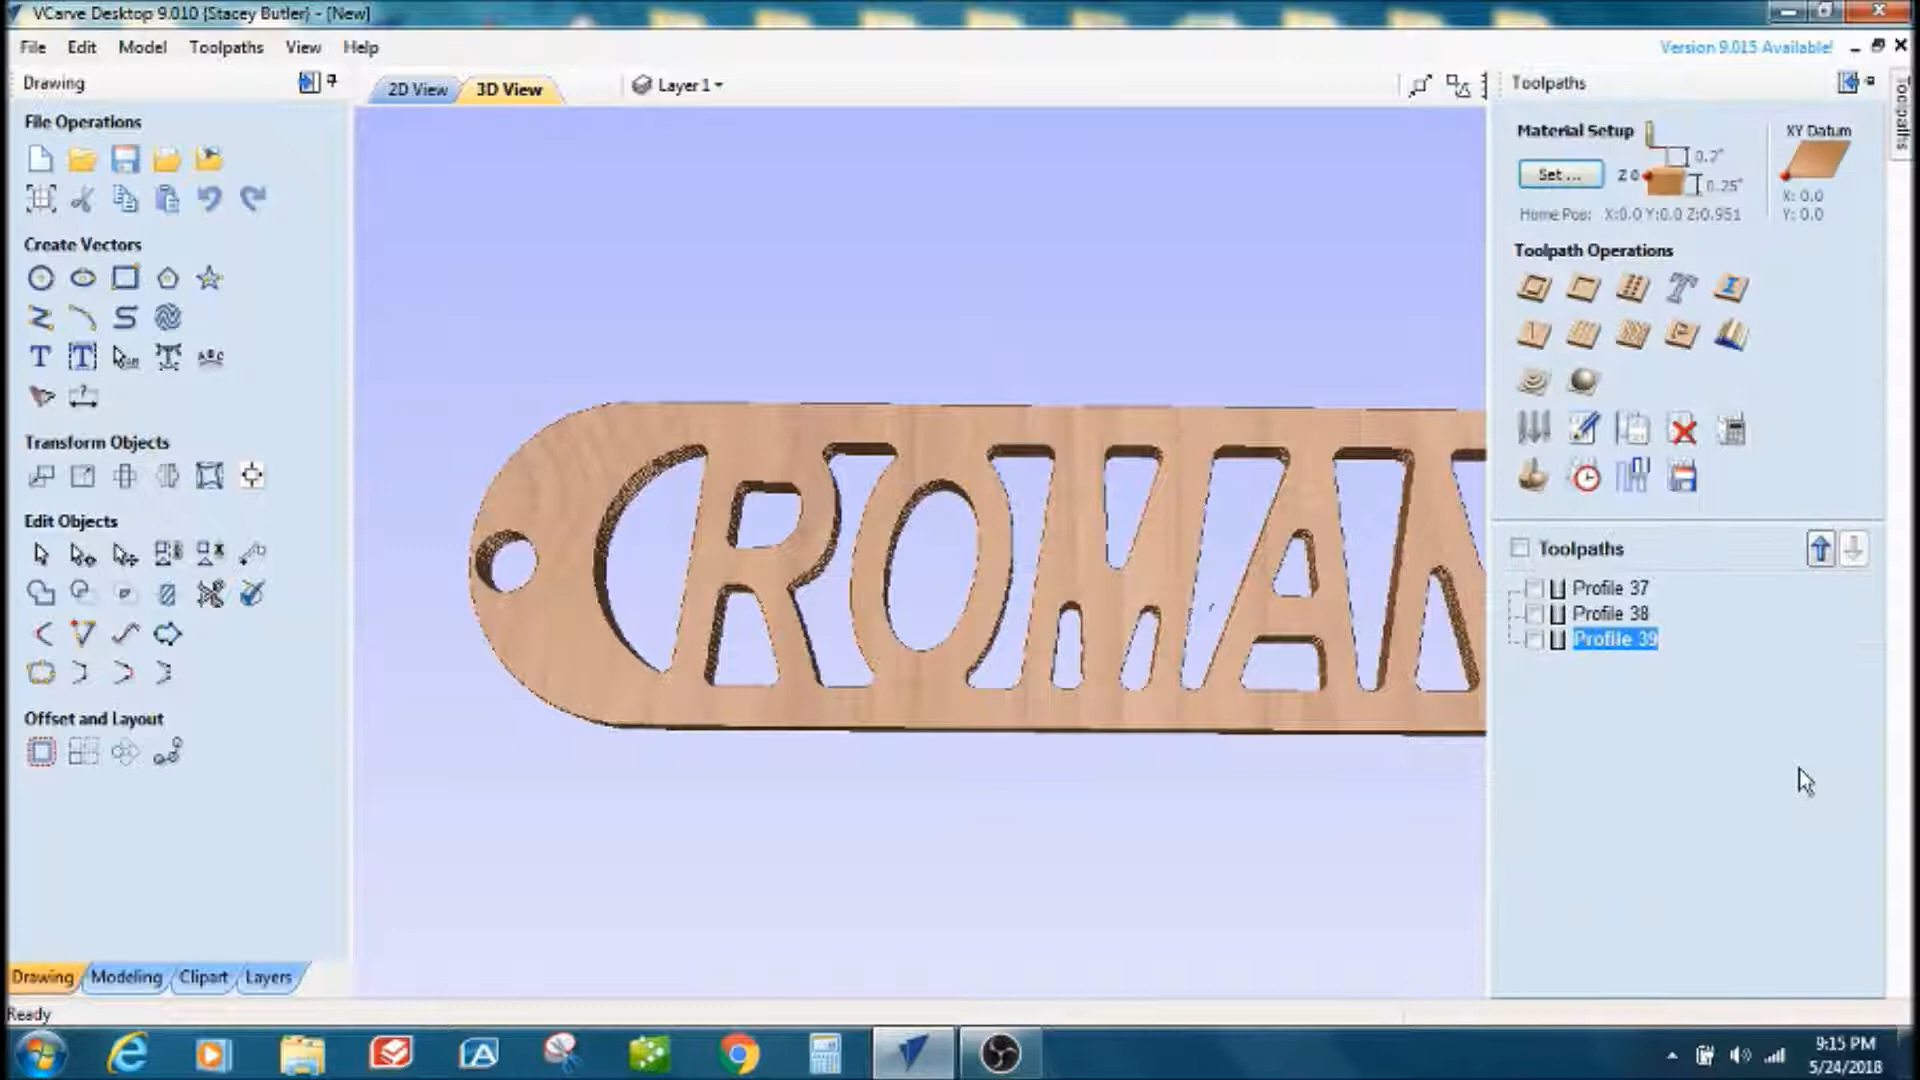 VCarve Desktop 9.010 {Stacey Butler} - [New]
File Edit Model Toolpaths View Help
Version 9.015 Available!
Drawing
2D View 3D View Layer 1
Toolpaths
File Operations
Create Vectors
Transform Objects
Edit Objects
Offset and Layout
Drawing Modeling Clipart Layers
Ready
ROMAN
Material Setup
XY Datum
Set ...
Z 0
0.2"
0.25"
X: 0.0
Y: 0.0
Home Pos: X:0.0 Y:0.0 Z:0.951
Toolpath Operations
Toolpaths
Profile 37
Profile 38
Profile 39
Toolpaths
9:15 PM
5/24/2018